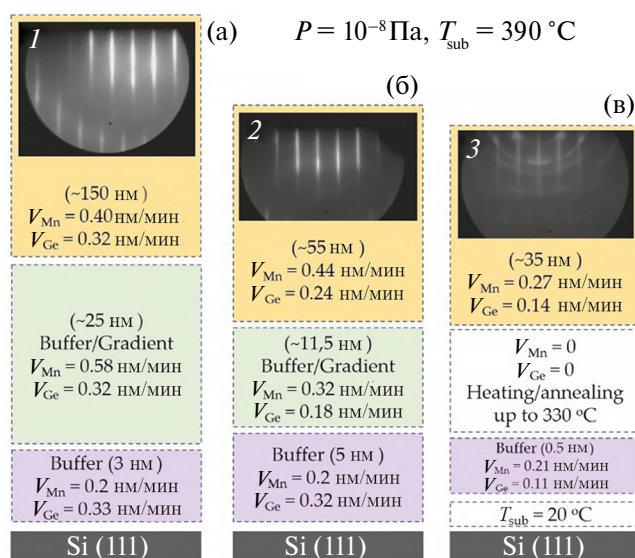 P = 10⁻⁸ Па, T_sub = 390 °C
1
(а)
(~150 нм)
V_Mn = 0.40 нм/мин
V_Ge = 0.32 нм/мин
(~25 нм)
Buffer/Gradient
V_Mn = 0.58 нм/мин
V_Ge = 0.32 нм/мин
Buffer (3 нм)
V_Mn = 0.2 нм/мин
V_Ge = 0.33 нм/мин
Si (111)
(б)
2
(~55 нм)
V_Mn = 0.44 нм/мин
V_Ge = 0.24 нм/мин
(~11,5 нм)
Buffer/Gradient
V_Mn = 0.32 нм/мин
V_Ge = 0.18 нм/мин
Buffer (5 нм)
V_Mn = 0.2 нм/мин
V_Ge = 0.32 нм/мин
Si (111)
(в)
3
(~35 нм)
V_Mn = 0.27 нм/мин
V_Ge = 0.14 нм/мин
V_Mn = 0
V_Ge = 0
Heating/annealing
up to 330 °C
Buffer (0.5 нм)
V_Mn = 0.21 нм/мин
V_Ge = 0.11 нм/мин
T_sub = 20 °C
Si (111)